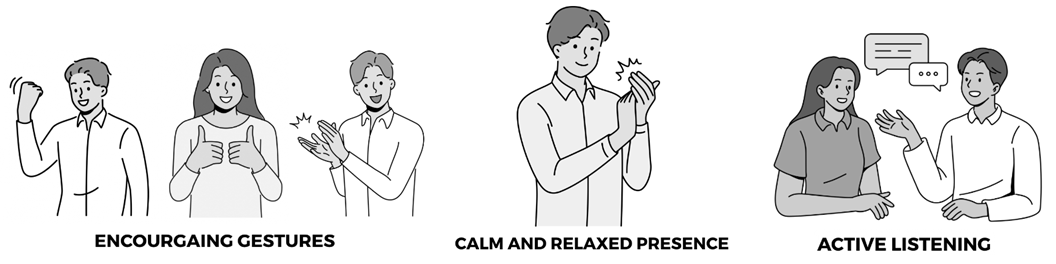 ENCOURGAING GESTURES
CALM AND RELAXED PRESENCE
ACTIVE LISTENING